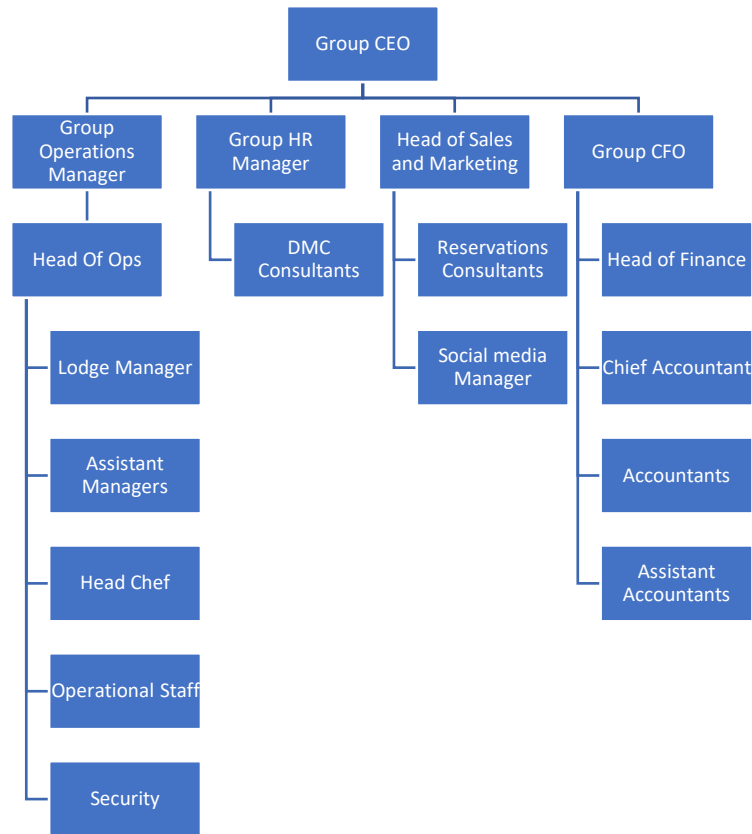 Group CEO
Group
Operations
Manager
Group HR
Manager
Head of Sales
and Marketing
Group CFO
Head Of Ops
DMC
Consultants
Reservations
Consultants
Head of Finance
Lodge Manager
Social media
Manager
Chief Accountant
Assistant
Managers
Accountants
Head Chef
Assistant
Accountants
Operational Staff
Security